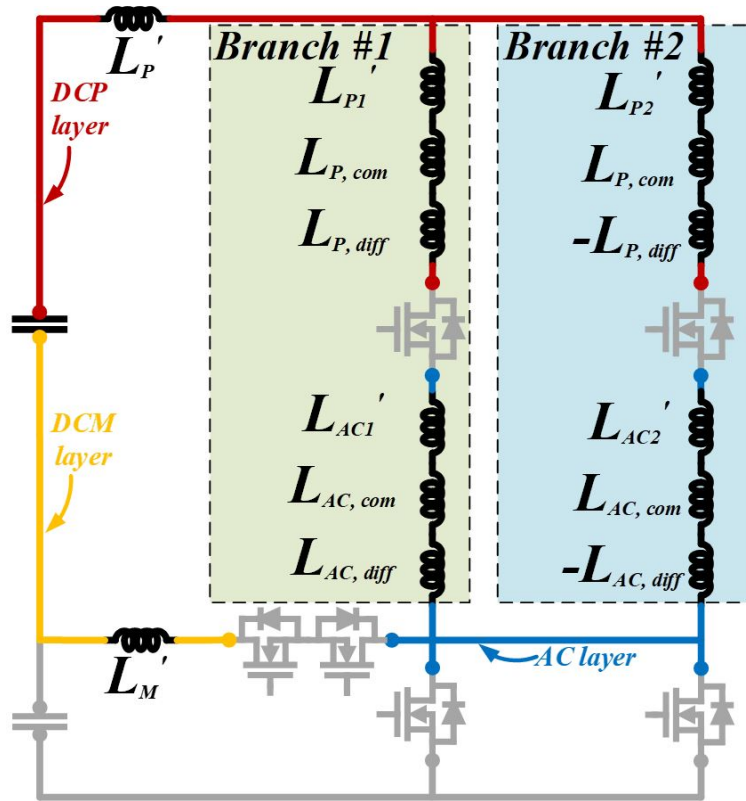 L_P'
Branch #1
Branch #2
DCP
layer
L_P1'
L_P2'
L_P, com
L_P, com
L_P, diff
-L_P, diff
DCM
layer
L_AC1'
L_AC2'
L_AC, com
L_AC, com
L_AC, diff
-L_AC, diff
L_M'
AC layer